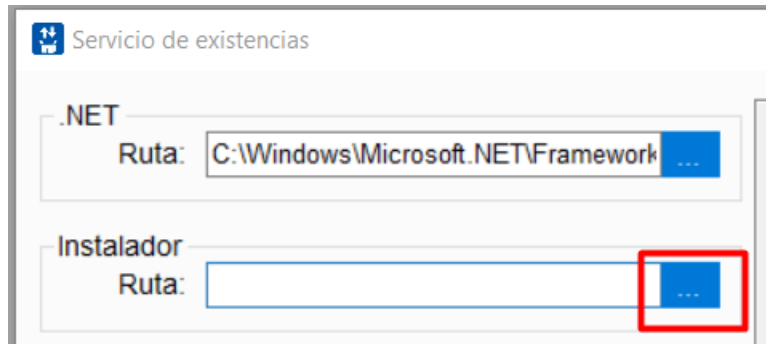 Servicio de existencias
.NET
Ruta: C:\Windows\Microsoft.NET\Framework ...
Instalador
Ruta: ...